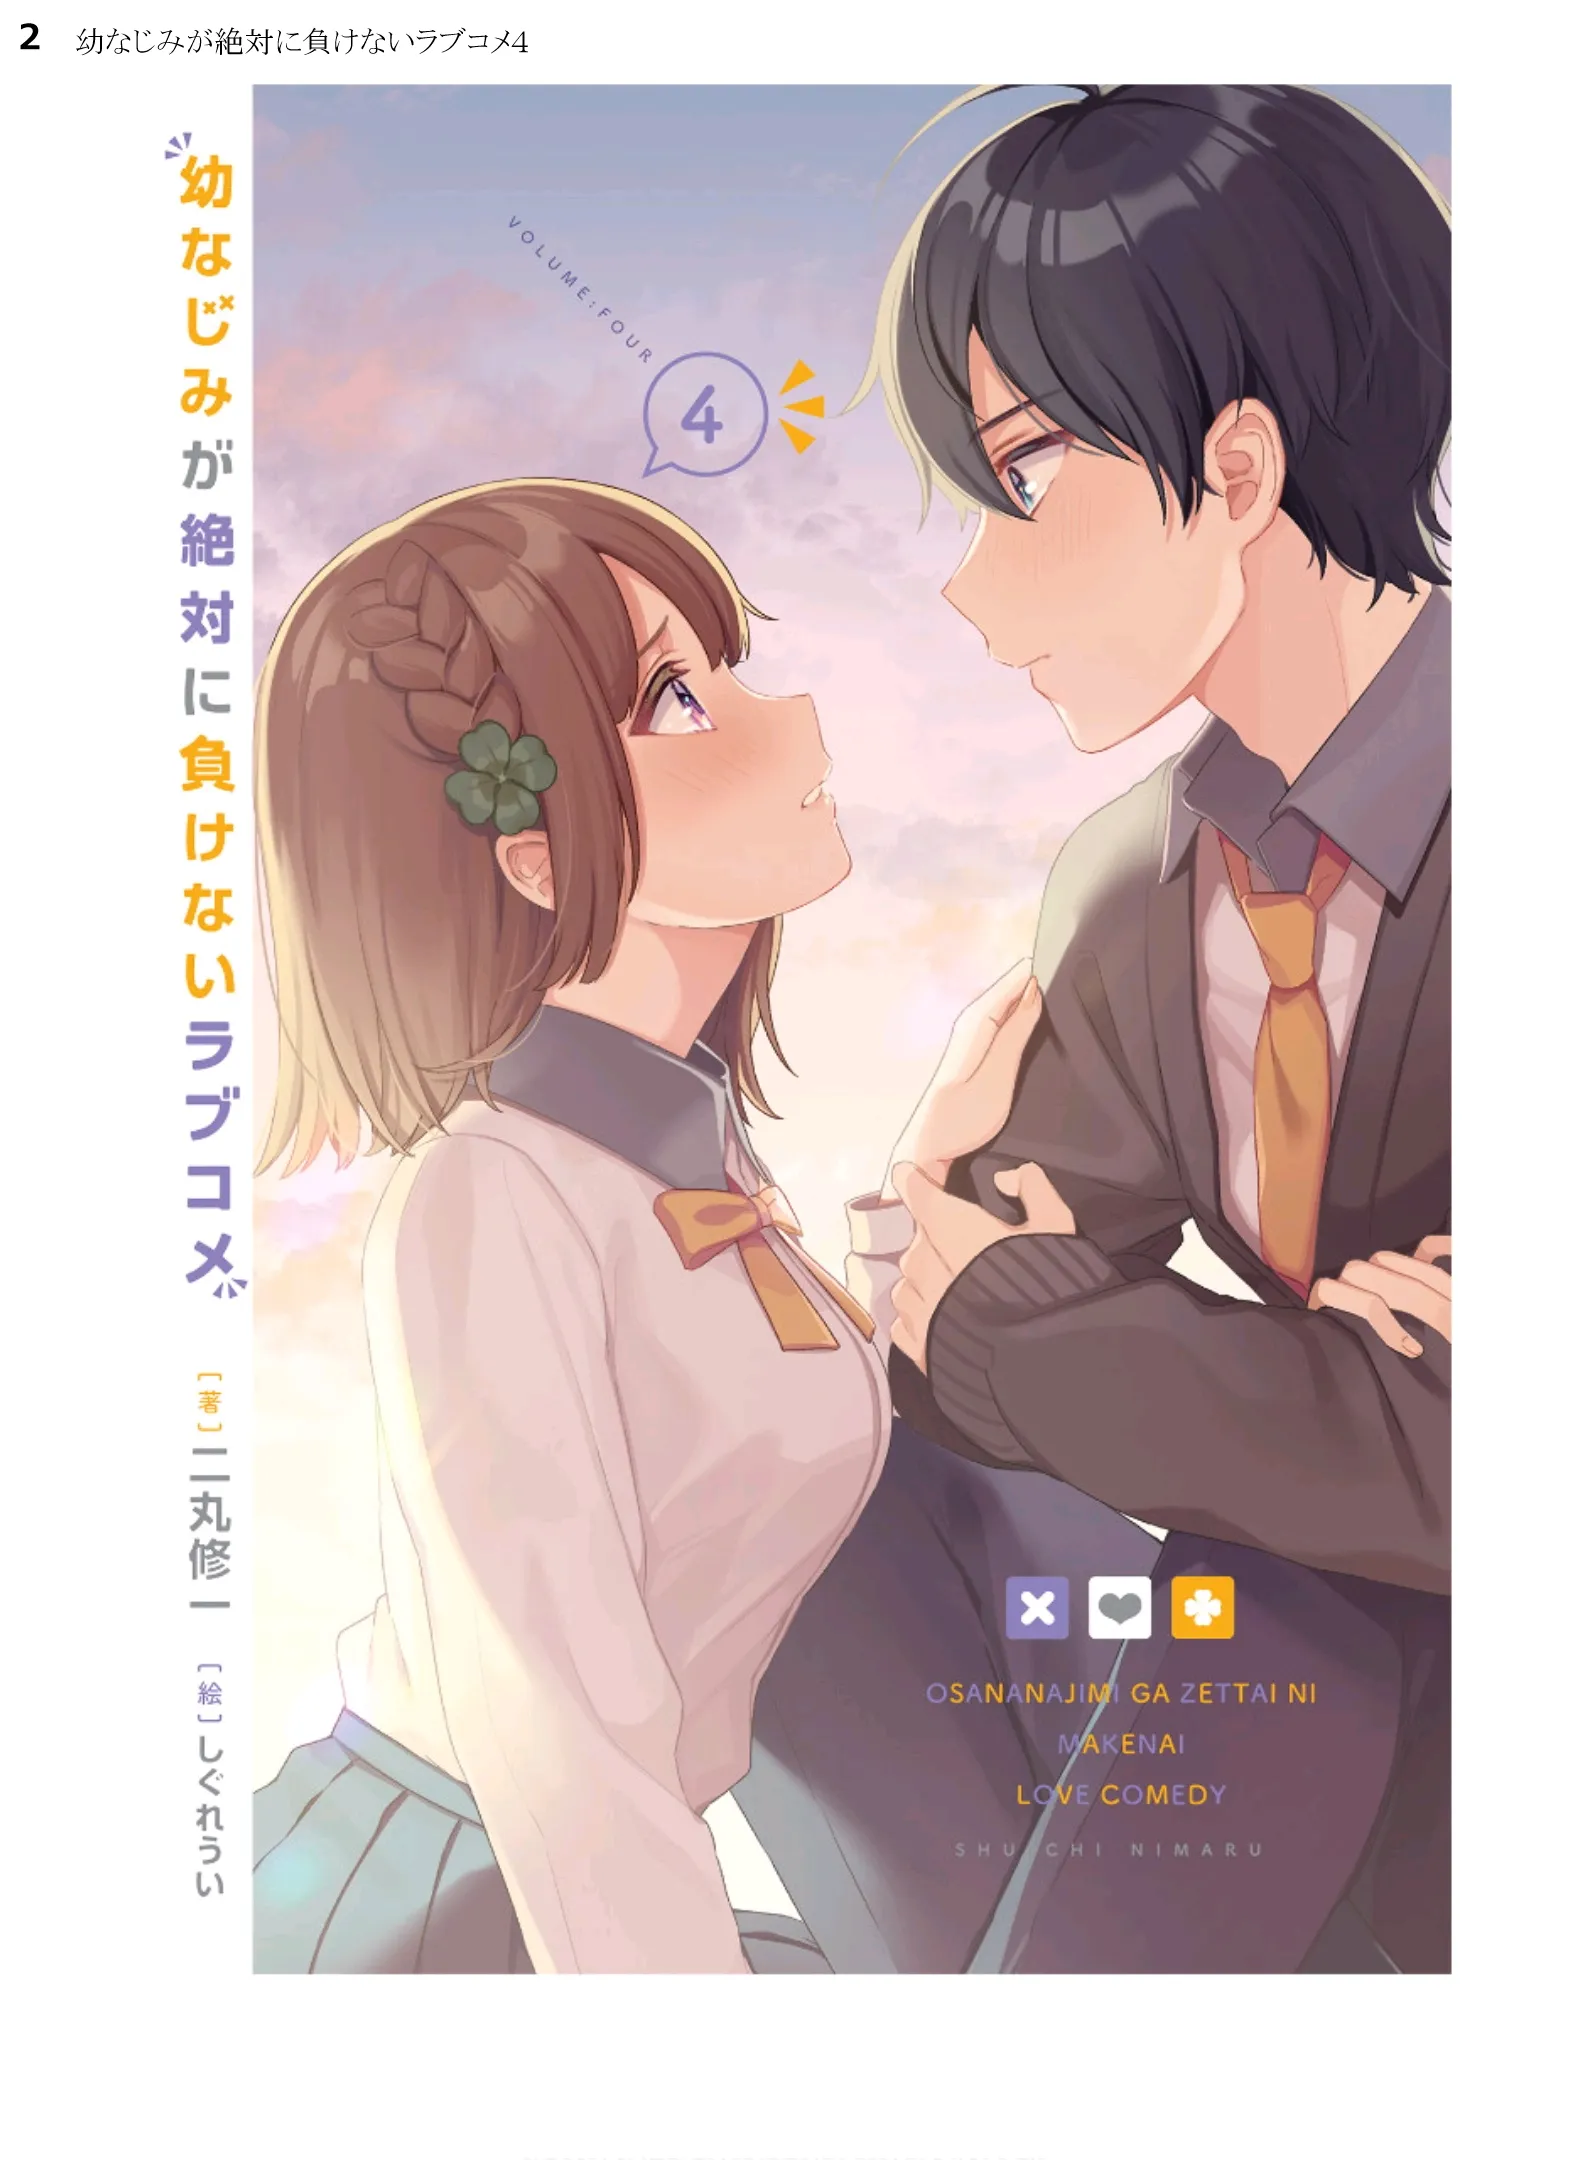 2 幼なじみが絶対に負けないラブコメ4
幼なじみが絶対に負けないラブコメ
[著]二丸修一
[絵]しぐれうい
VOLUME:FOUR
4
OSANANAJIMI GA ZETTAI NI
MAKENAI
LOVE COMEDY
SHUICHI NIMARU